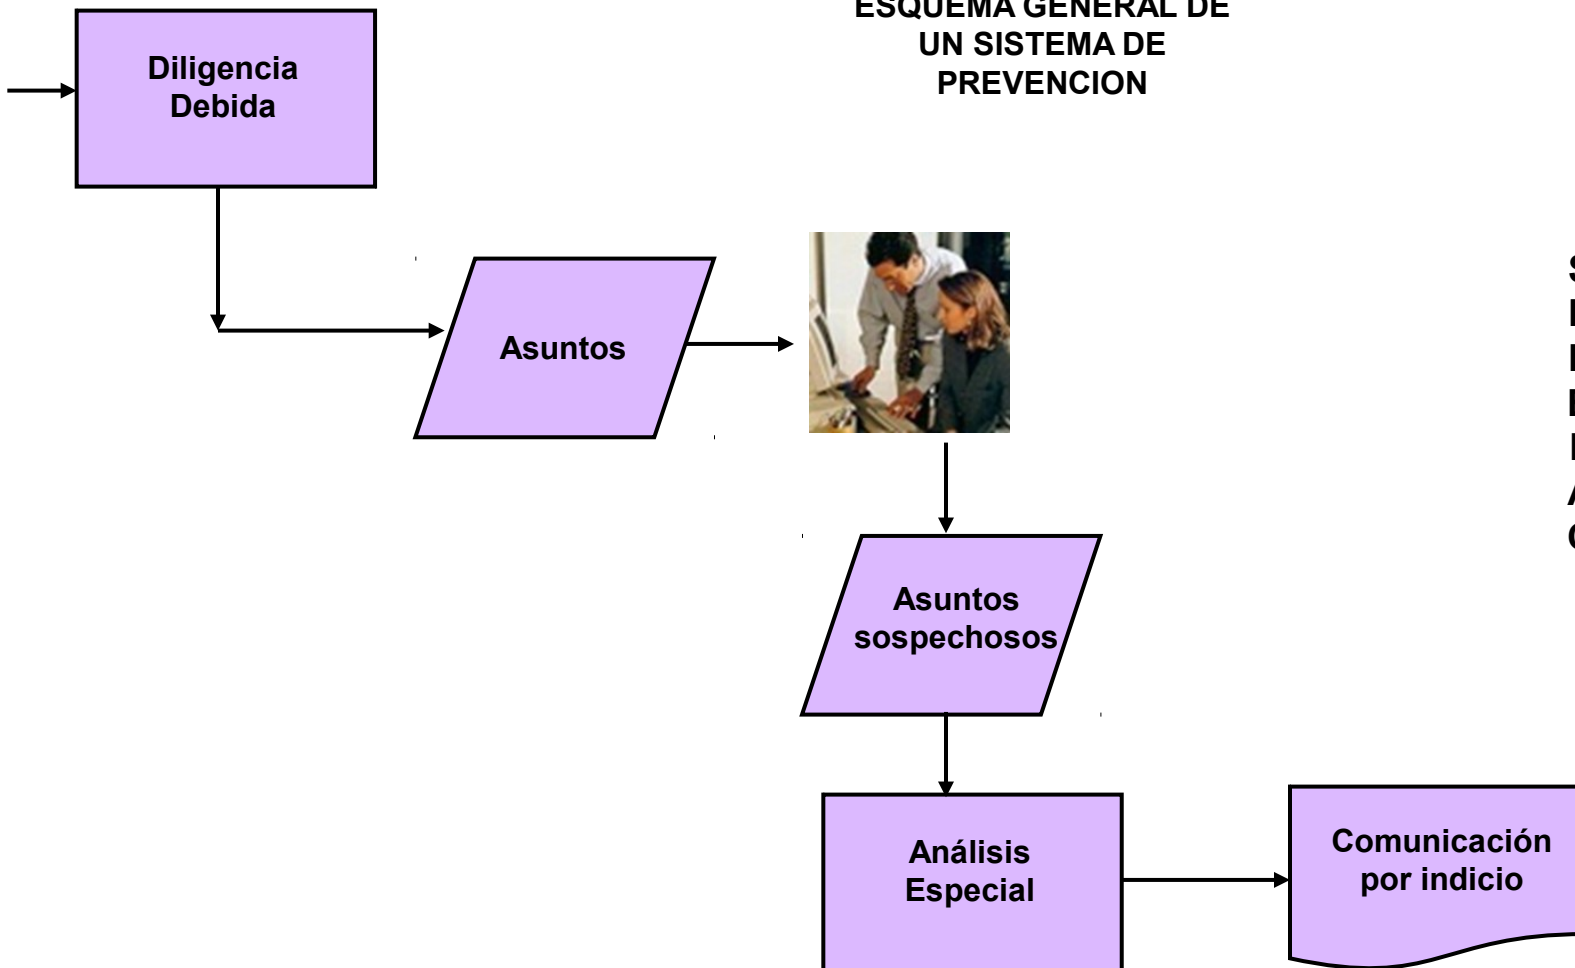 ESQUEMA GENERAL DE
UN SISTEMA DE
PREVENCION
Diligencia
Debida
Asuntos
Asuntos
sospechosos
Análisis
Especial
Comunicación
por indicio